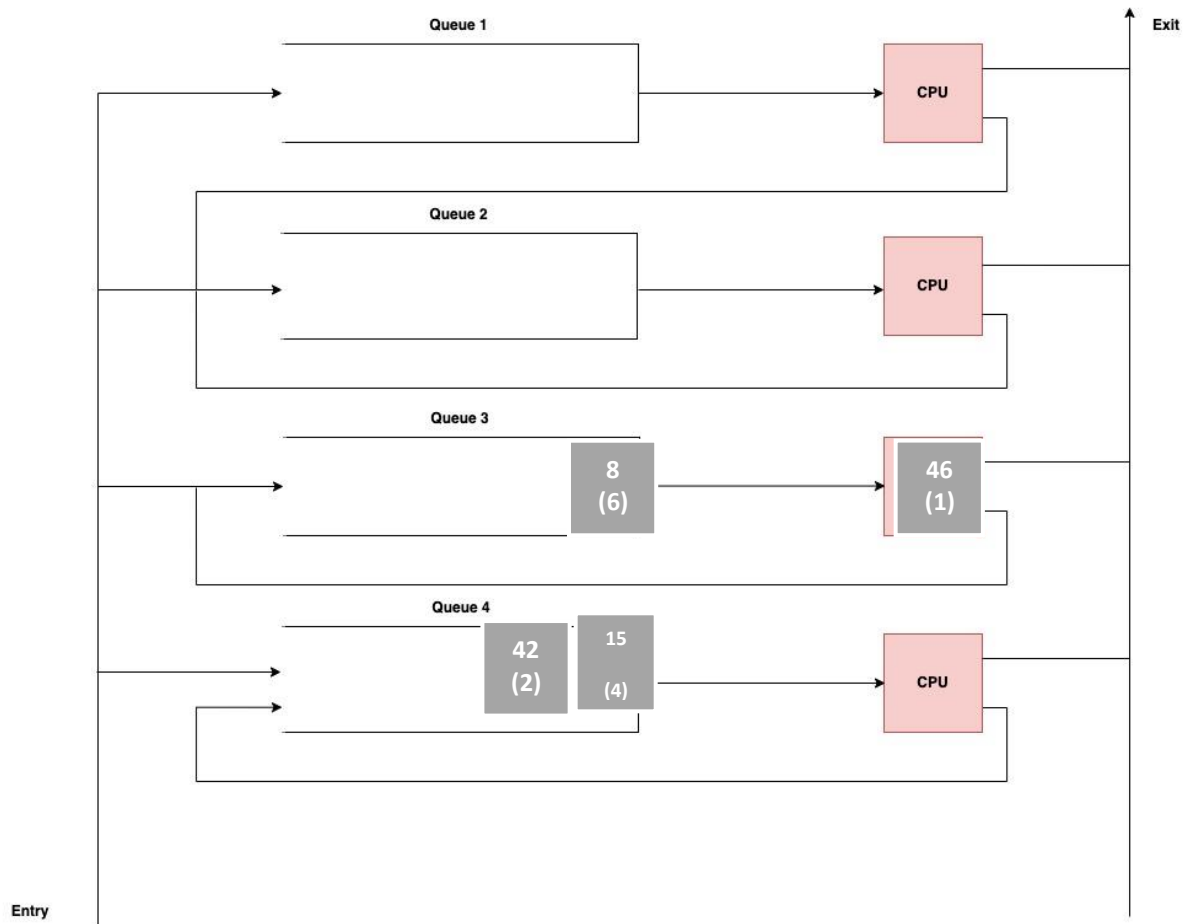 Queue 1
Exit
CPU
Queue 2
CPU
Queue 3
8
(6)
46
(1)
Queue 4
42
(2)
15
(4)
CPU
Entry